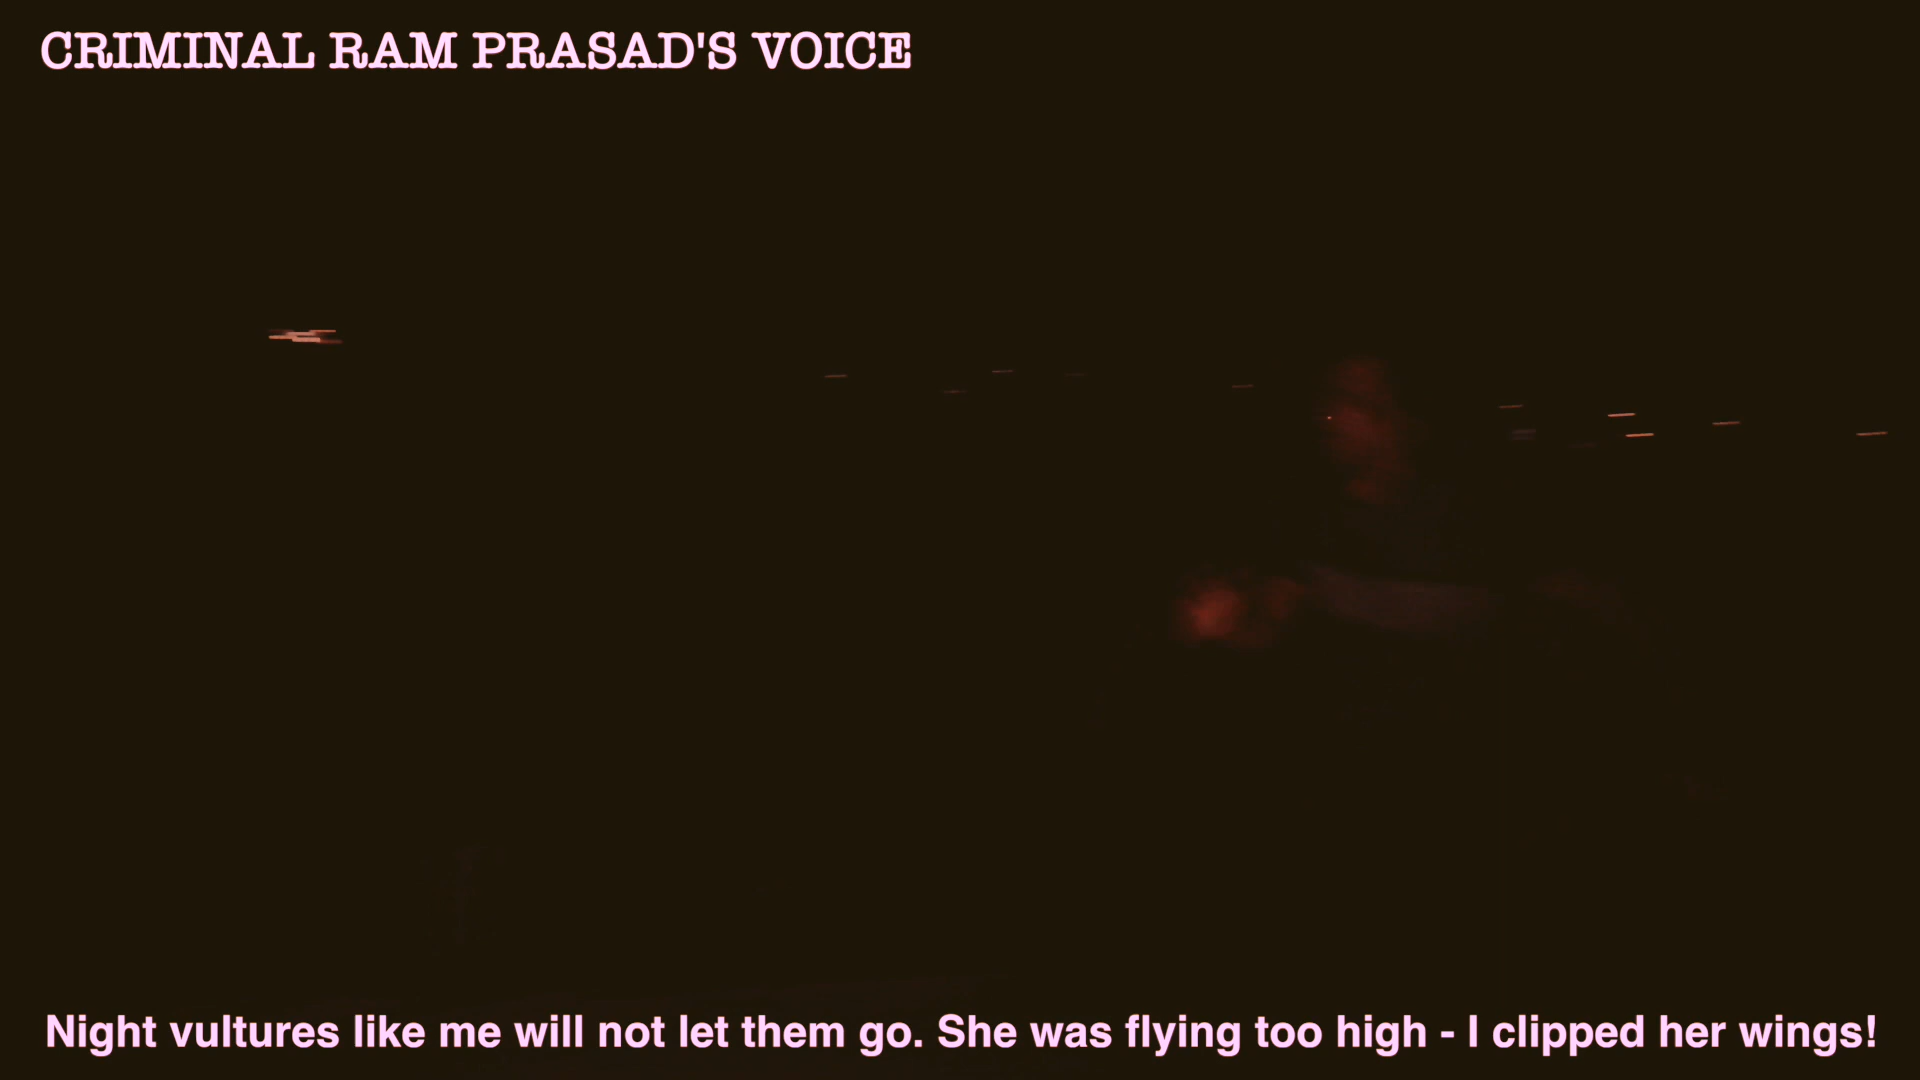 CRIMINAL RAM PRASAD'S VOICE
Night vultures like me will not let them go. She was flying too high - I clipped her wings!